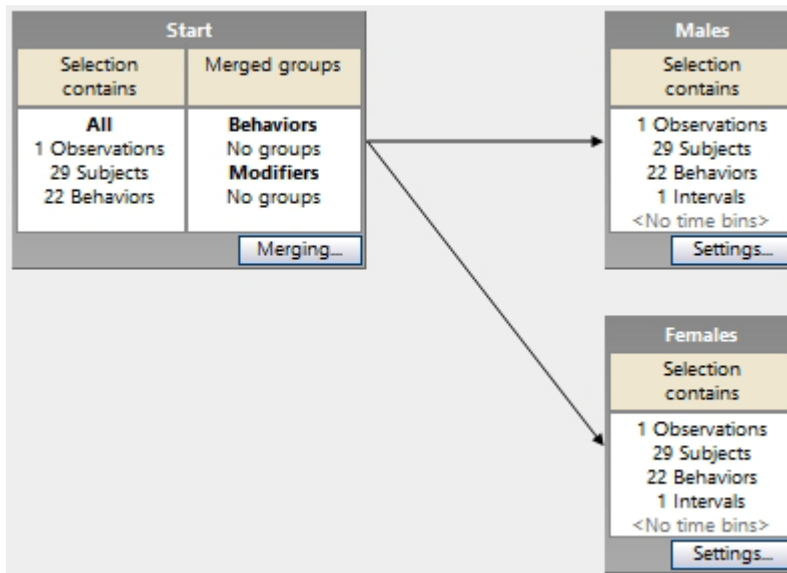 Start
Selection
contains
Merged groups
All
1 Observations
29 Subjects
22 Behaviors
Behaviors
No groups
Modifiers
No groups
Merging...
Males
Selection
contains
1 Observations
29 Subjects
22 Behaviors
1 Intervals
<No time bins>
Settings...
Females
Selection
contains
1 Observations
29 Subjects
22 Behaviors
1 Intervals
<No time bins>
Settings...